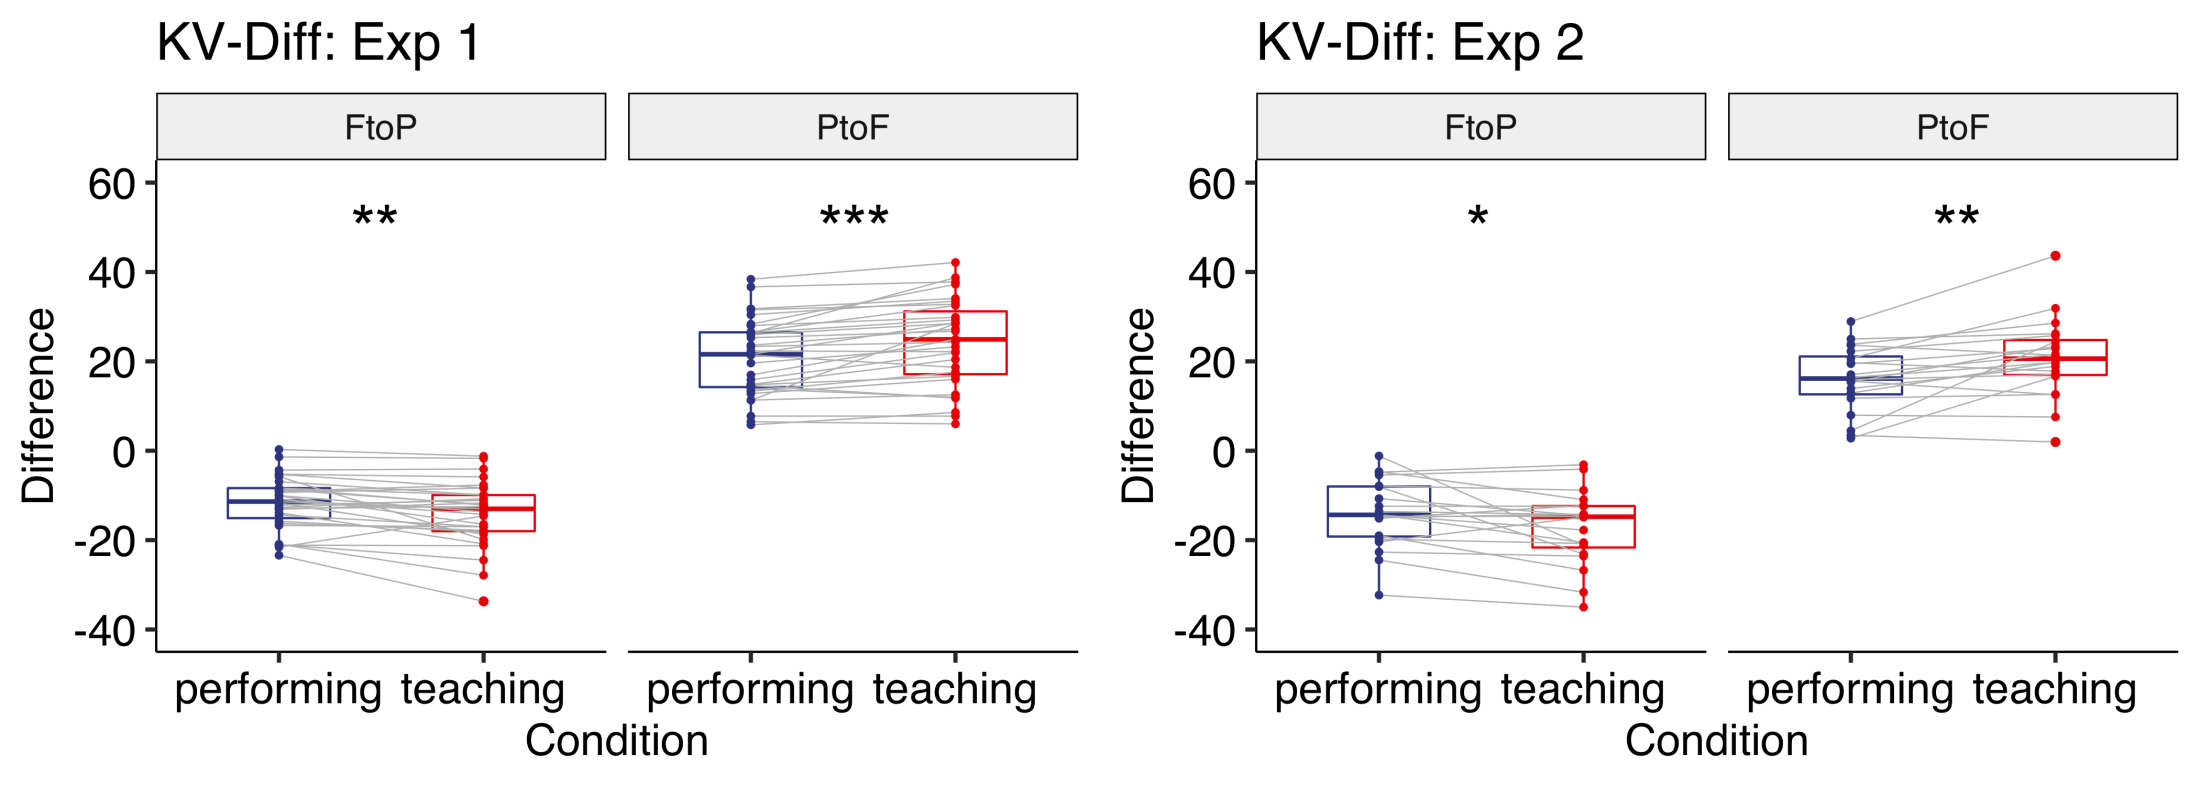 KV-Diff: Exp 1
FtoP
PtoF
60
40
20
0
-20
-40
**
***
Difference
performing
teaching
performing
teaching
Condition
KV-Diff: Exp 2
FtoP
PtoF
60
40
20
0
-20
-40
*
**
Difference
performing
teaching
performing
teaching
Condition